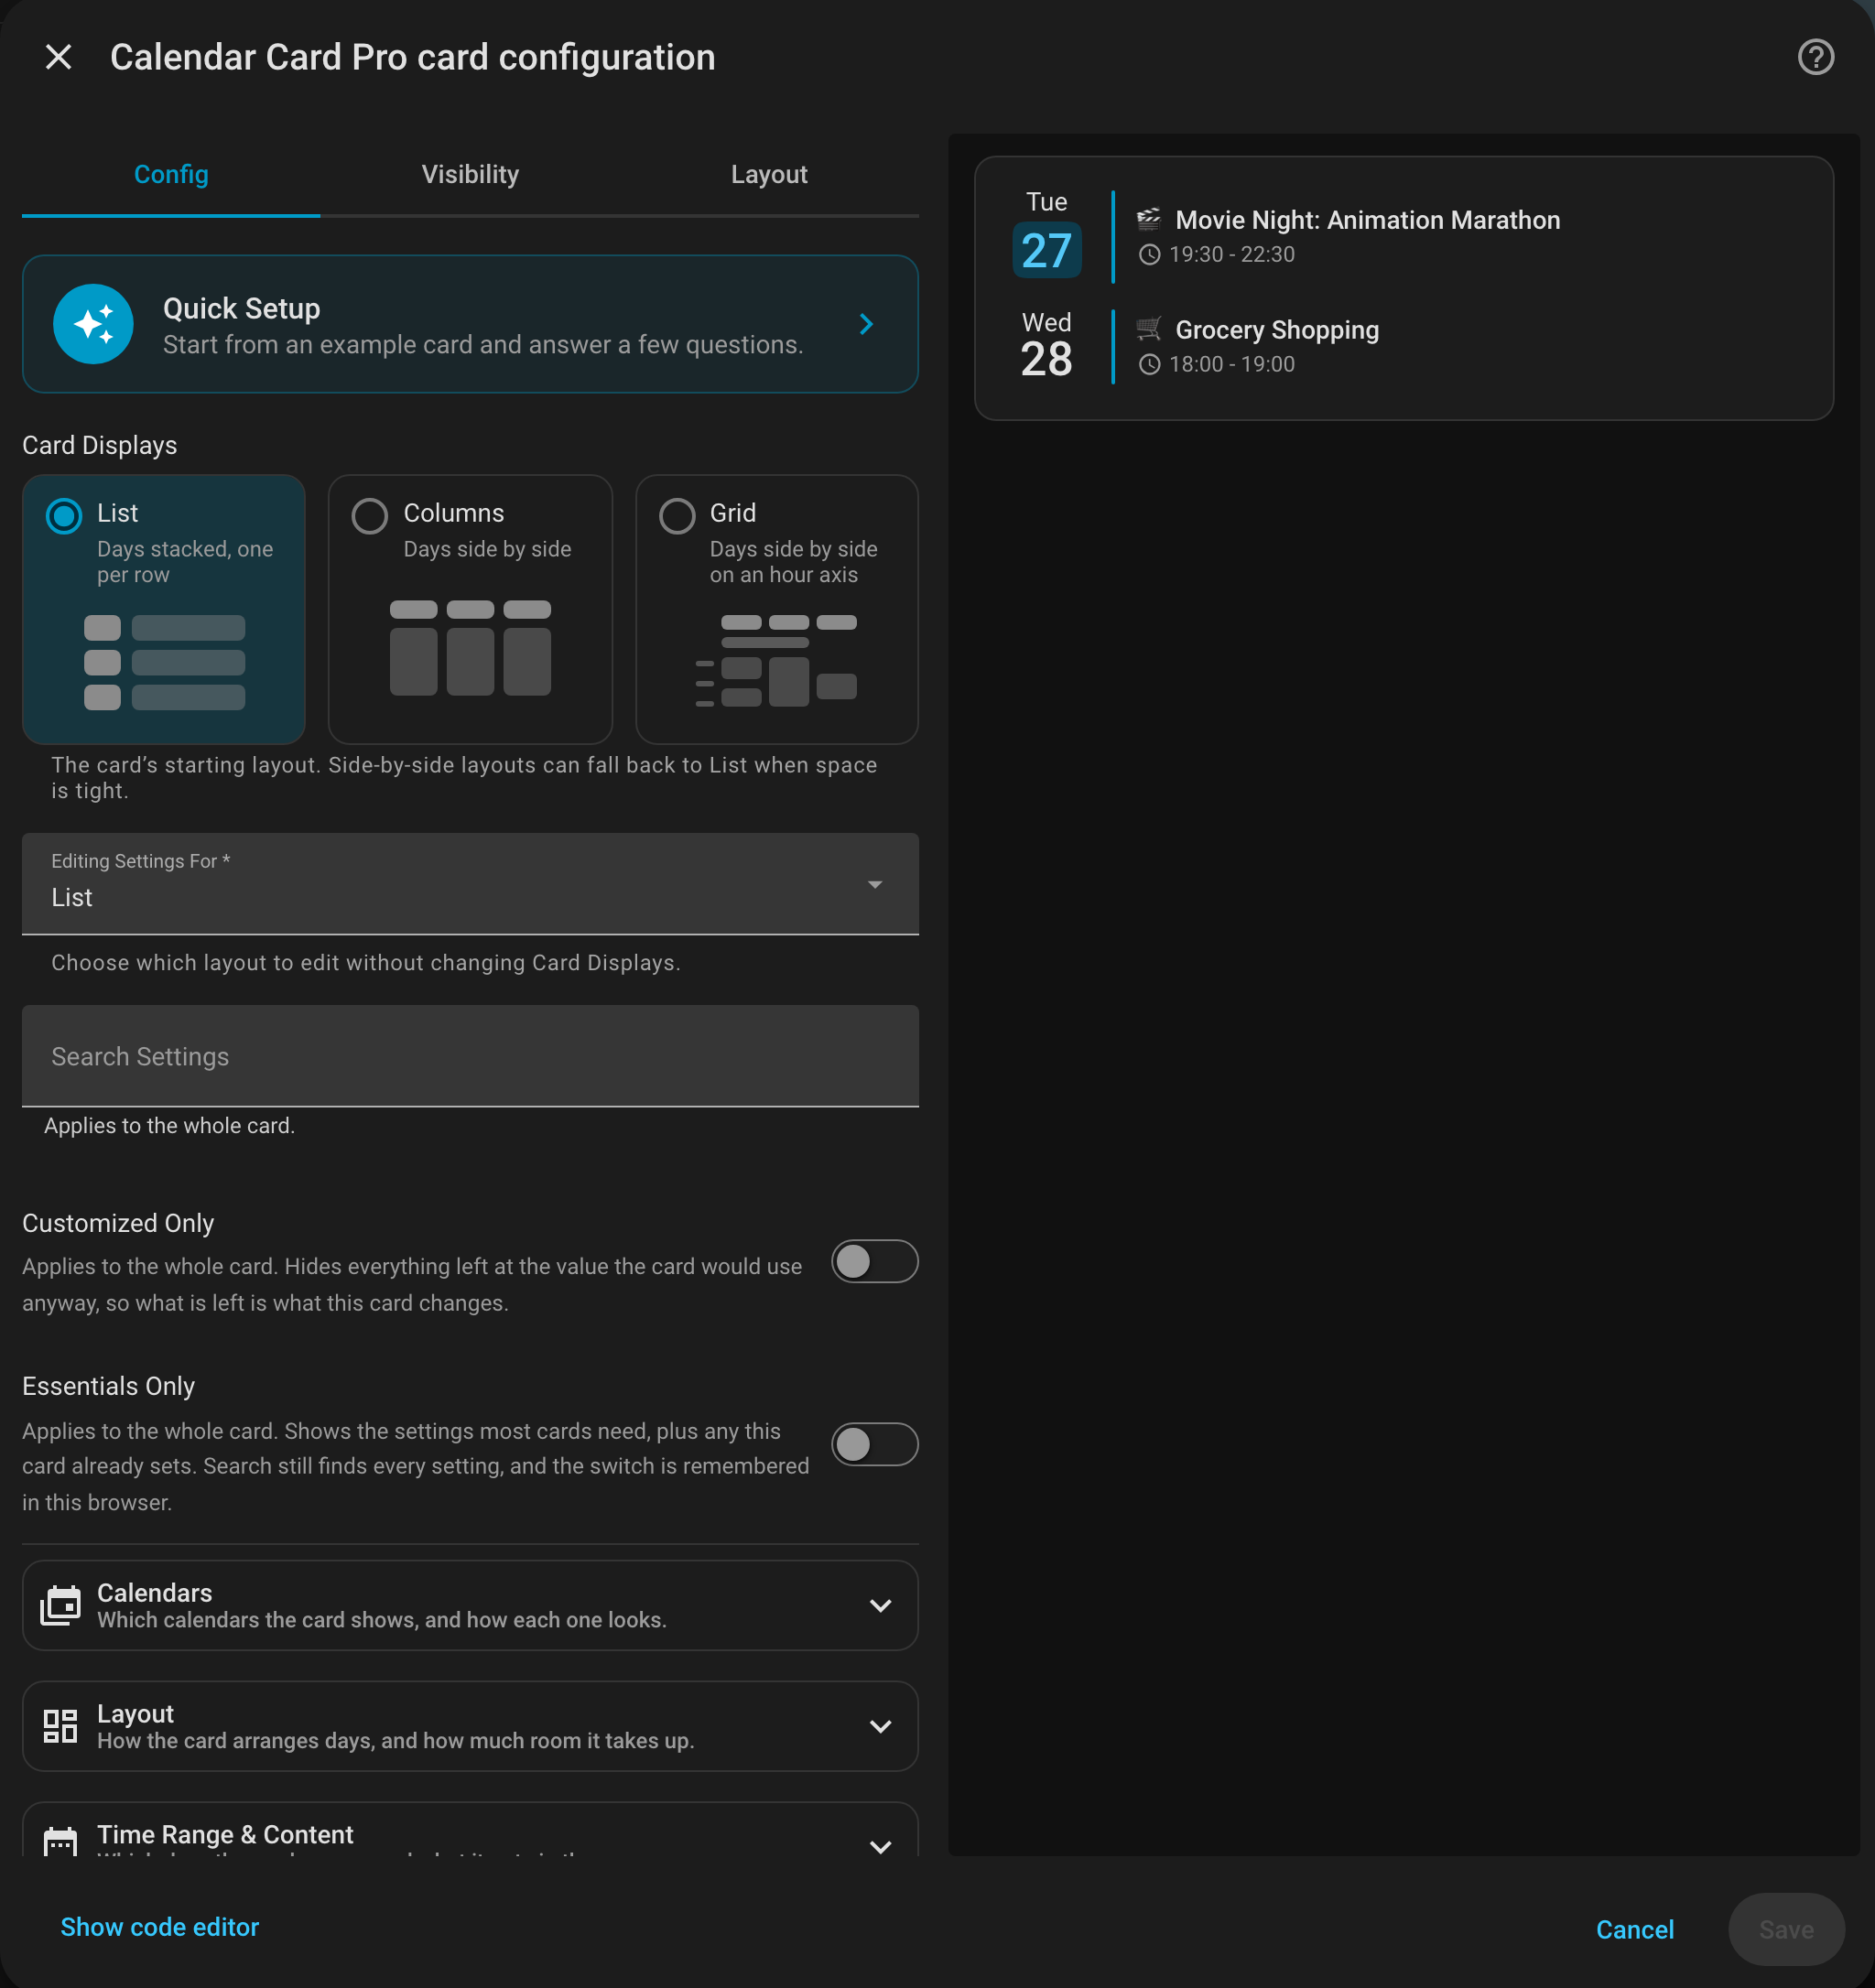 Calendar Card Pro card configuration
Config
Visibility
Layout
Quick Setup
Start from an example card and answer a few questions.
Card Displays
List
Days stacked, one
per row
Columns
Days side by side
Grid
Days side by side
on an hour axis
The card’s starting layout. Side-by-side layouts can fall back to List when space
is tight.
Editing Settings For *
List
Choose which layout to edit without changing Card Displays.
Search Settings
Applies to the whole card.
Customized Only
Applies to the whole card. Hides everything left at the value the card would use
anyway, so what is left is what this card changes.
Essentials Only
Applies to the whole card. Shows the settings most cards need, plus any this
card already sets. Search still finds every setting, and the switch is remembered
in this browser.
Calendars
Which calendars the card shows, and how each one looks.
Layout
How the card arranges days, and how much room it takes up.
Time Range & Content
Tue
27
Movie Night: Animation Marathon
19:30 - 22:30
Wed
28
Grocery Shopping
18:00 - 19:00
Show code editor
Cancel
Save